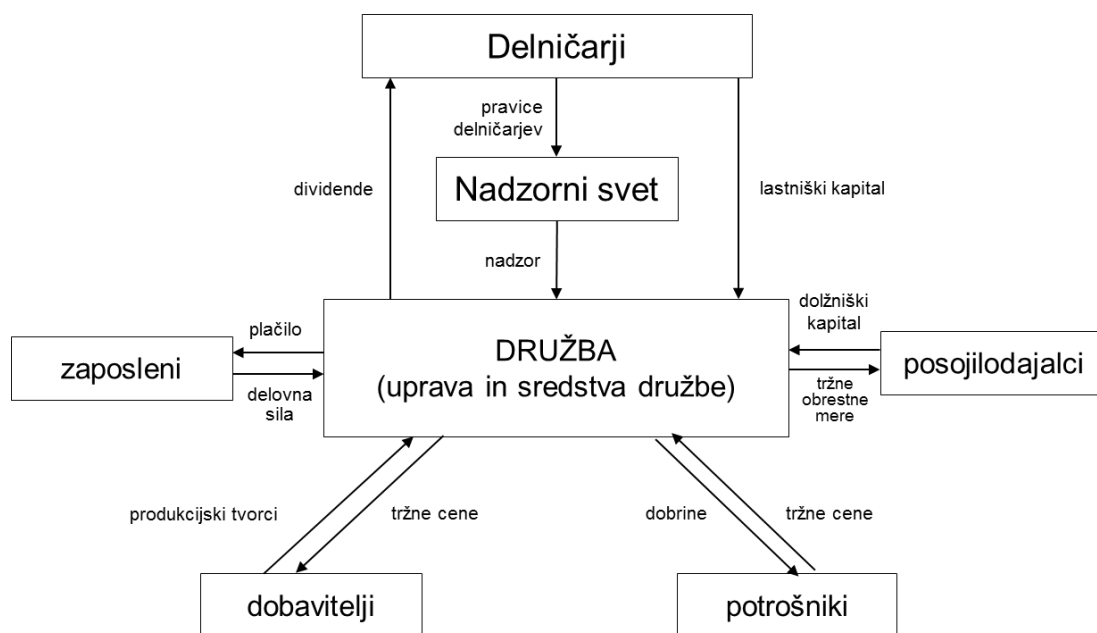 Delničarji
pravice
delničarjev
dividende
Nadzorni svet
lastniški kapital
nadzor
plačilo
zaposleni
delovna
sila
DRUŽBA
(uprava in sredstva družbe)
dolžniški
kapital
posojilodajalci
tržne
obrestne
mere
produkcijski tvorci
tržne cene
dobrine
tržne cene
dobavitelji
potrošniki